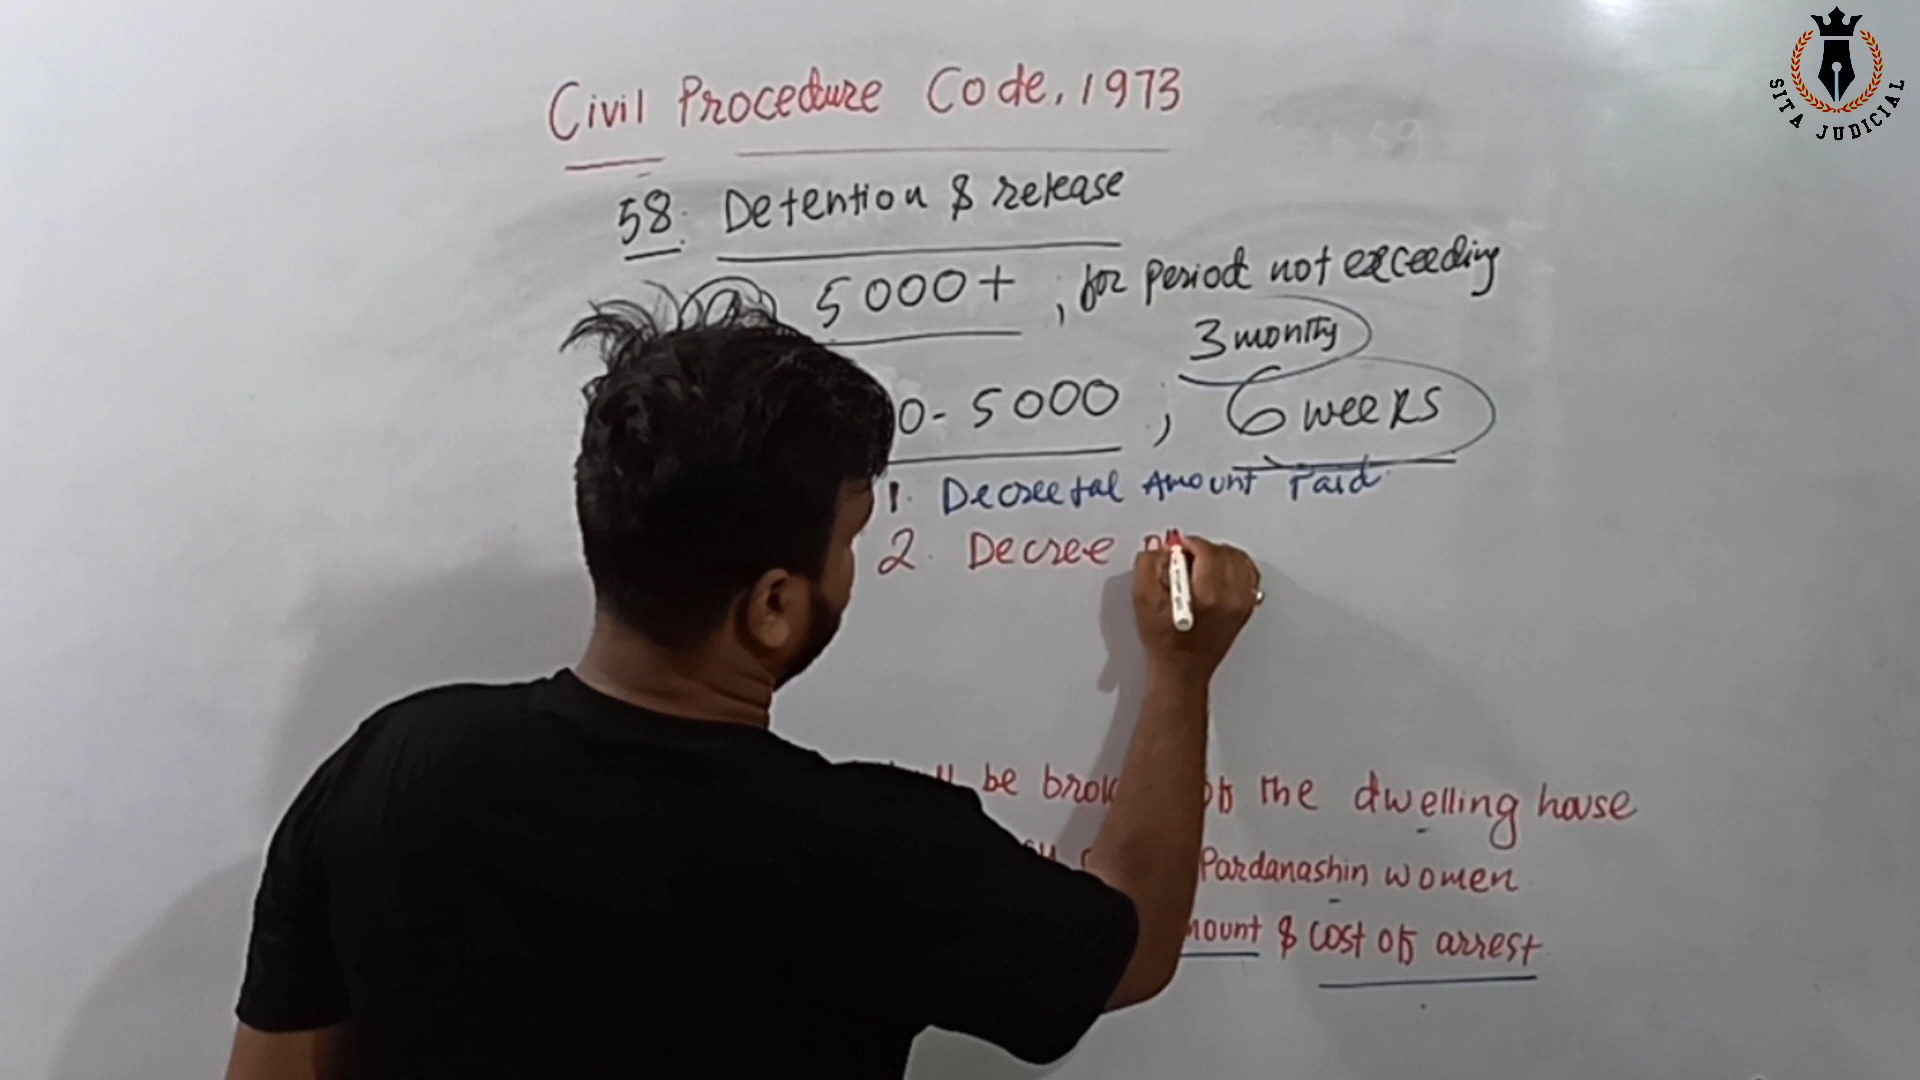 SITA JUDICIAL
Civil Procedure Code, 1973
58. Detention & release
(a) 5000+, for period not exceeding
3 months
0-5000, 6 weeks
1. Decreetal Amount Paid
2. Decree
be of the dwelling house
Pardanashin women
mount & cost of arrest